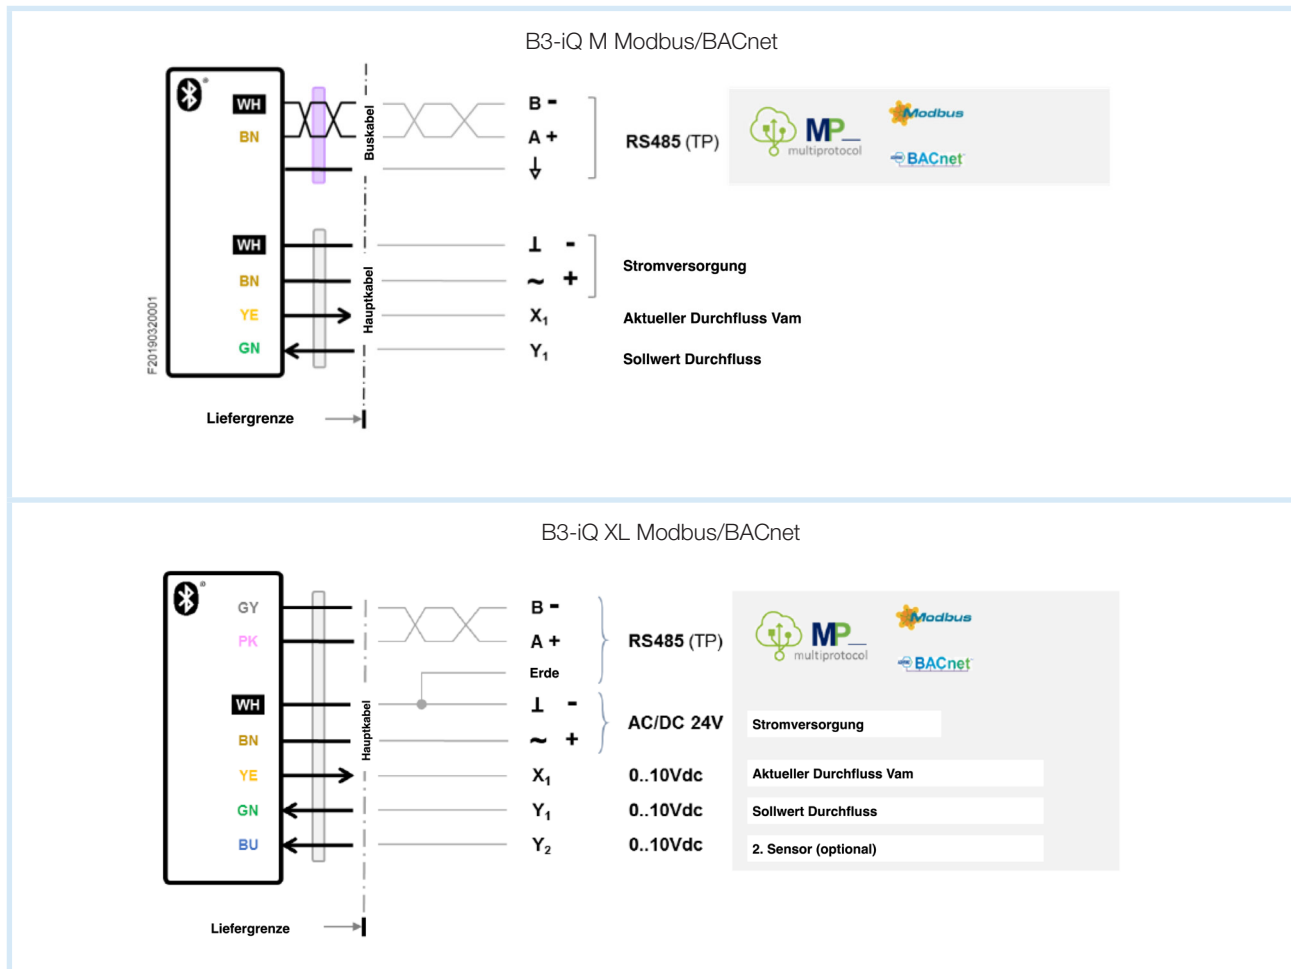 B3-iQ M Modbus/BACnet
WH
BN
Buskabel
B -
A +
RS485 (TP)
MP
multiprotocol
Modbus
BACnet
WH
BN
YE
GN
Hauptkabel
⊥ -
~ +
Stromversorgung
X1
Aktueller Durchfluss Vam
Y1
Sollwert Durchfluss
F20190320001
Liefergrenze
B3-iQ XL Modbus/BACnet
GY
PK
B -
A +
Erde
RS485 (TP)
MP
multiprotocol
Modbus
BACnet
WH
BN
YE
GN
BU
Hauptkabel
⊥ -
~ +
AC/DC 24V
Stromversorgung
X1
0..10Vdc
Aktueller Durchfluss Vam
Y1
0..10Vdc
Sollwert Durchfluss
Y2
0..10Vdc
2. Sensor (optional)
Liefergrenze